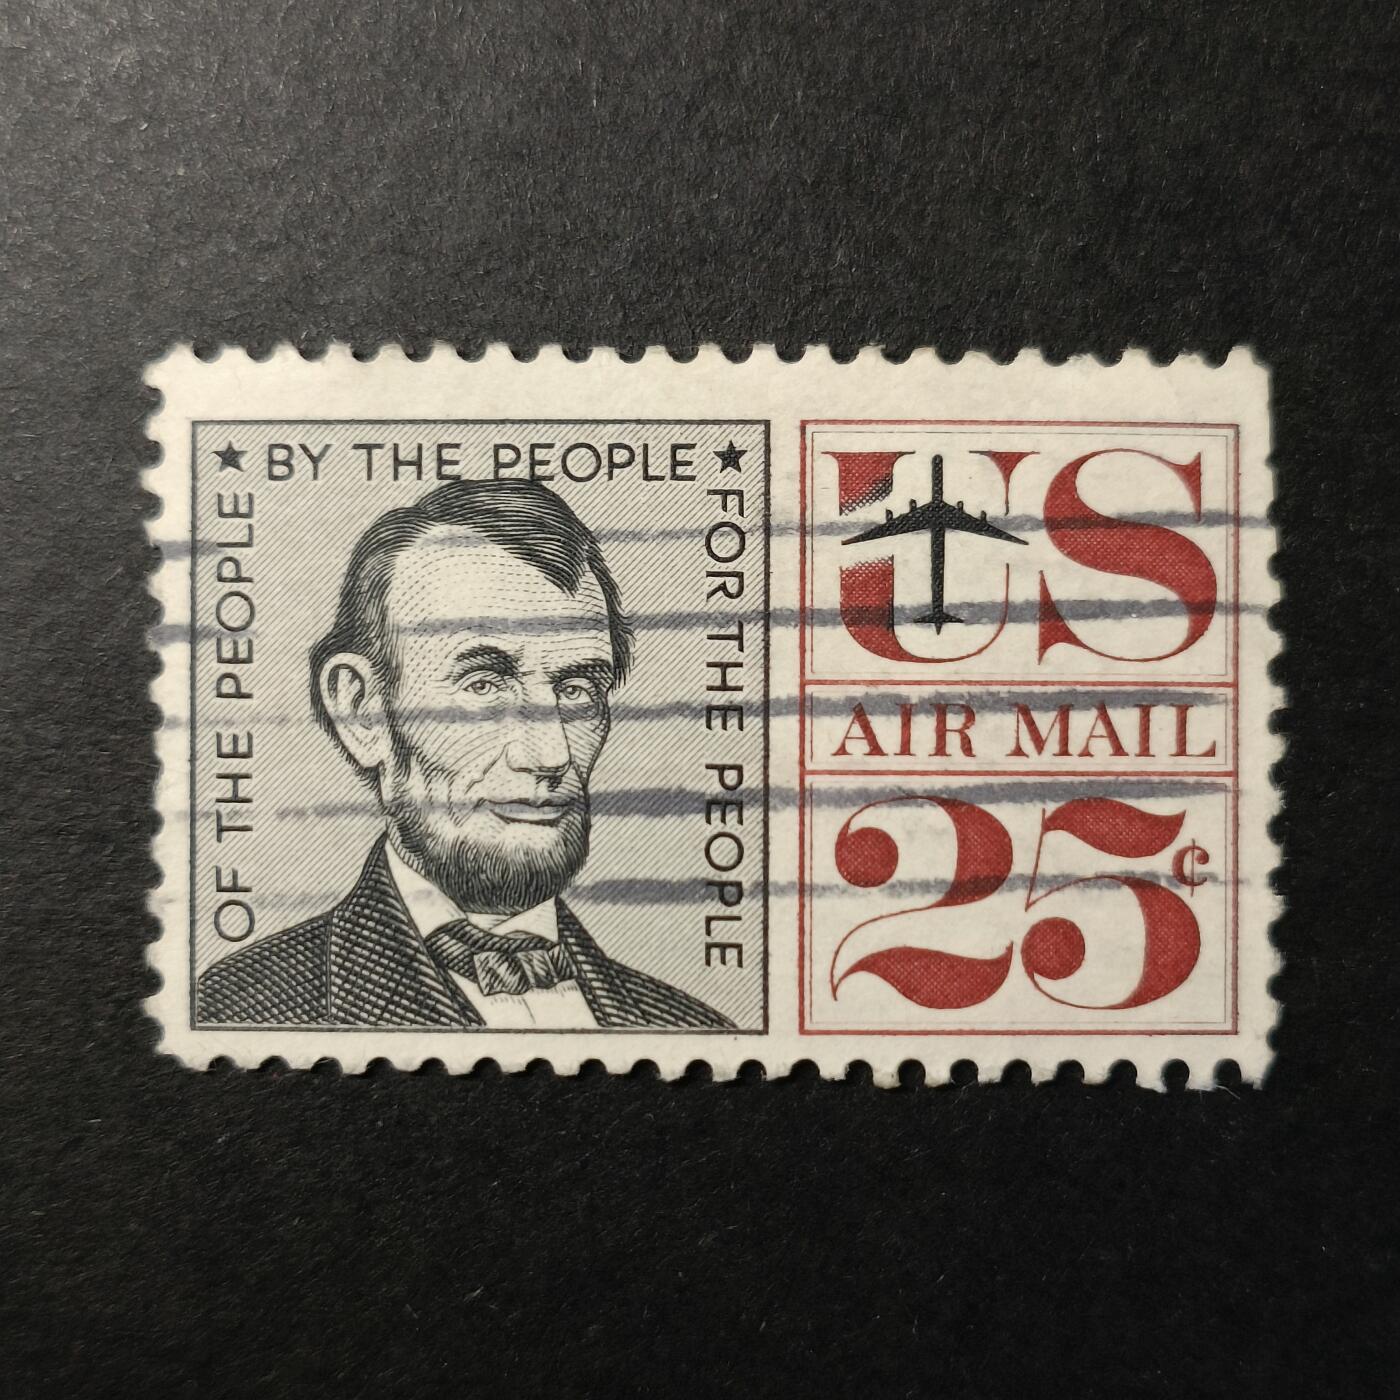 OF THE PEOPLE
★ BY THE PEOPLE ★
FOR THE PEOPLE
US
AIR MAIL
25¢